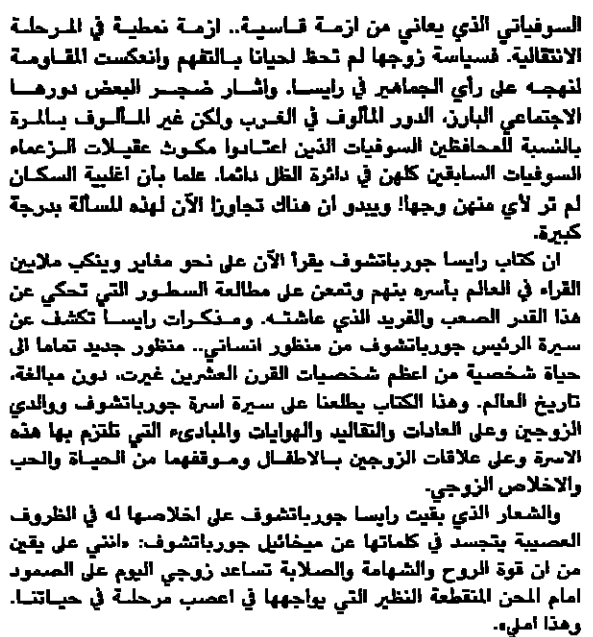 السوفياتي الذي يعاني من ازمة قاسية.. ازمة نمطية في المرحلة
الانتقالية. فسياسة زوجها لم تحظ احيانا بالتفهم وانعكست المقاومة
لنهجه على رأي الجماهير في رايسا. واثار ضجر البعض دورها
الاجتماعي البارز، الدور المألوف في الغرب ولكن غير المألوف بالمرة
بالنسبة للمحافظين السوفيات الذين اعتادوا مكوث عقيلات الزعماء
السوفيات السابقين كلهن في دائرة الظل دائما. علما بأن اغلبية السكان
لم تر لأي منهن وجها! ويبدو ان هناك تجاوزا الآن لهذه المسألة بدرجة
كبيرة.
ان كتاب رايسا جورباتشوف يقرأ الآن على نحو مغاير وينكب ملايين
القراء في العالم بأسره بنهم وتمعن على مطالعة السطور التي تحكي عن
هذا القدر الصعب والفريد الذي عاشته. ومذكرات رايسا تكشف عن
سيرة الرئيس جورباتشوف من منظور انساني.. منظور جديد تماما الى
حياة شخصية من اعظم شخصيات القرن العشرين غيرت، دون مبالغة،
تاريخ العالم. وهذا الكتاب يطلعنا على سيرة اسرة جورباتشوف ووالدي
الزوجين وعلى العادات والتقاليد والهوايات والمبادىء التي تلتزم بها هذه
الاسرة وعلى علاقات الزوجين بالاطفال وموقفهما من الحياة والحب
والاخلاص الزوجي.
والشعار الذي بقيت رايسا جورباتشوف على اخلاصها له في الظروف
العصيبة يتجسد في كلماتها عن ميخائيل جورباتشوف: «انني على يقين
من ان قوة الروح والشهامة والصلابة تساعد زوجي اليوم على الصمود
امام المحن المنقطعة النظير التي يواجهها في اعصب مرحلة في حياتنا.
وهذا املي».